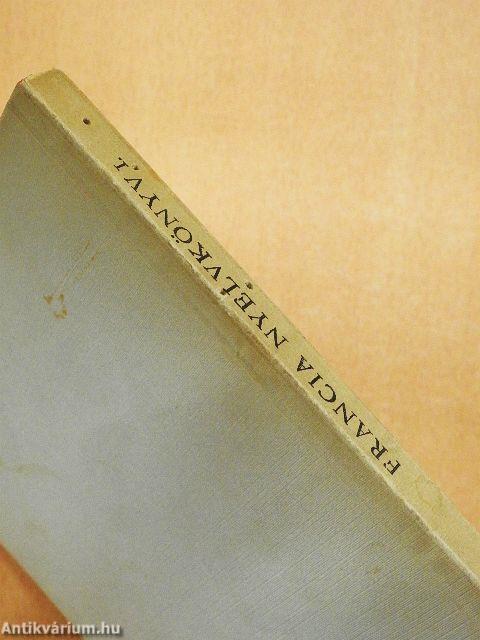 FRANCIA NYELVKÖNYV I.
Antikvárium.hu